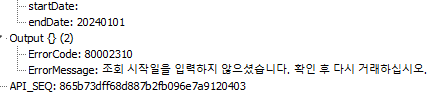 startDate:
endDate: 20240101
Output {} (2)
ErrorCode: 80002310
ErrorMessage: 조회 시작일을 입력하지 않으셨습니다. 확인 후 다시 거래하십시오.
API_SEQ: 865b73dff68d887b2fb096e7a9120403